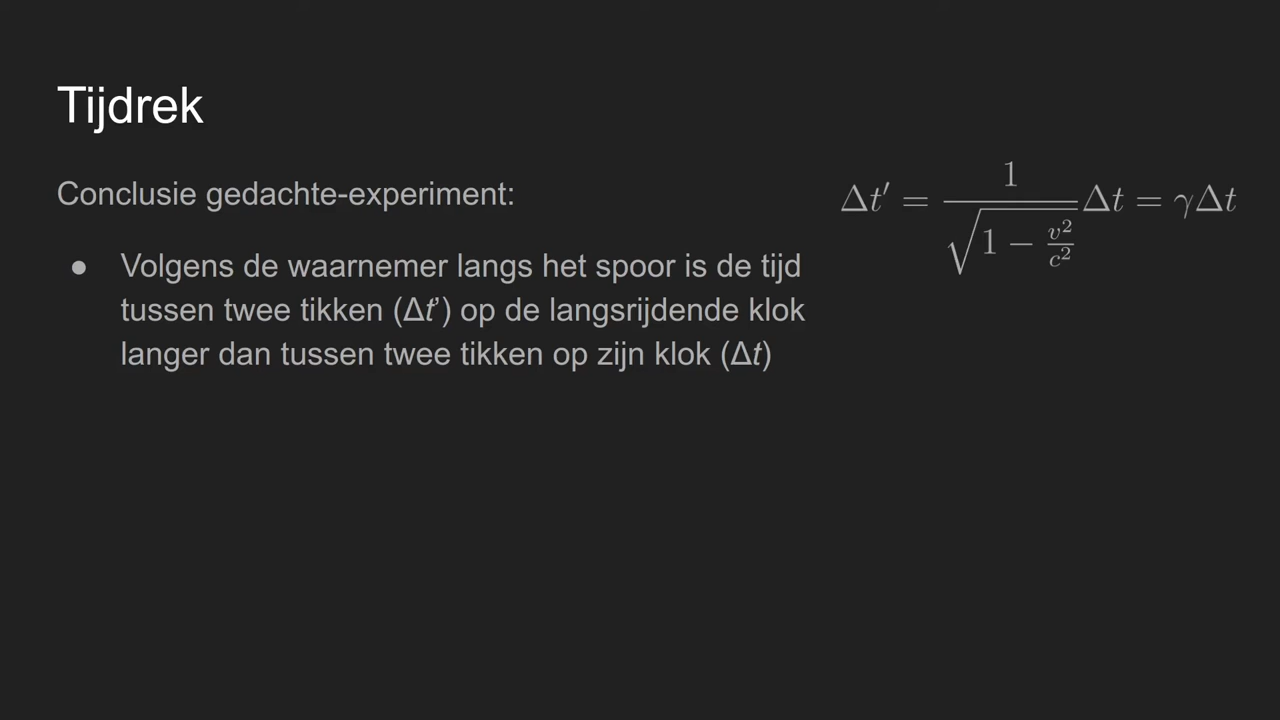 Tijdrek
Conclusie gedachte-experiment:
● Volgens de waarnemer langs het spoor is de tijd
tussen twee tikken (Δt’) op de langsrijdende klok
langer dan tussen twee tikken op zijn klok (Δt)
Δt′ = 1/√(1 − v²/c²) Δt = γΔt